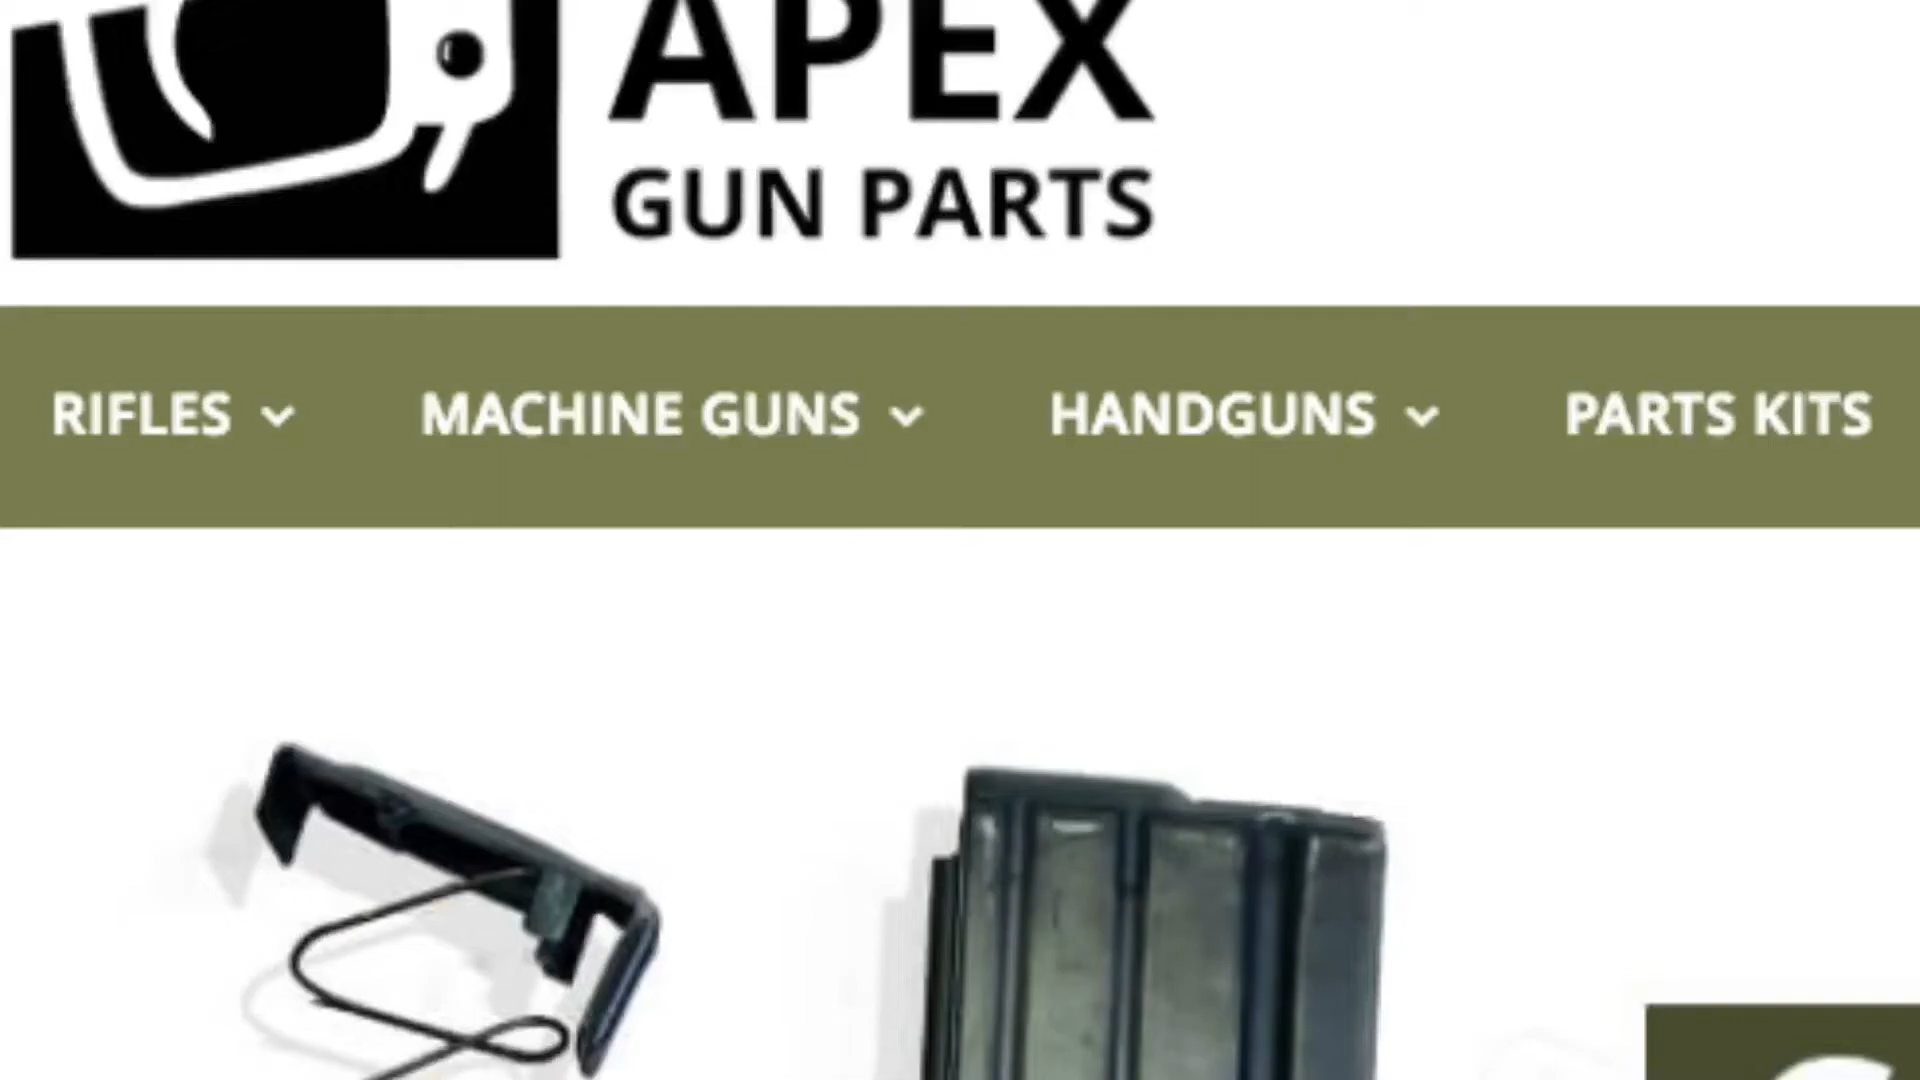 APEX
GUN PARTS
RIFLES
MACHINE GUNS
HANDGUNS
PARTS KITS